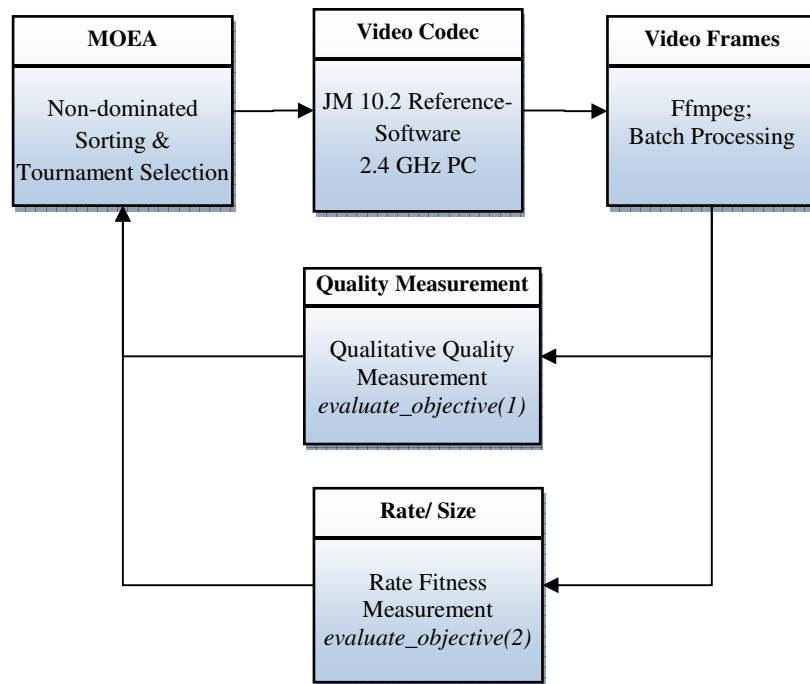 MOEA
Non-dominated
Sorting &
Tournament Selection
Video Codec
JM 10.2 Reference-
Software
2.4 GHz PC
Video Frames
Ffmpeg;
Batch Processing
Quality Measurement
Qualitative Quality
Measurement
evaluate_objective(1)
Rate/ Size
Rate Fitness
Measurement
evaluate_objective(2)